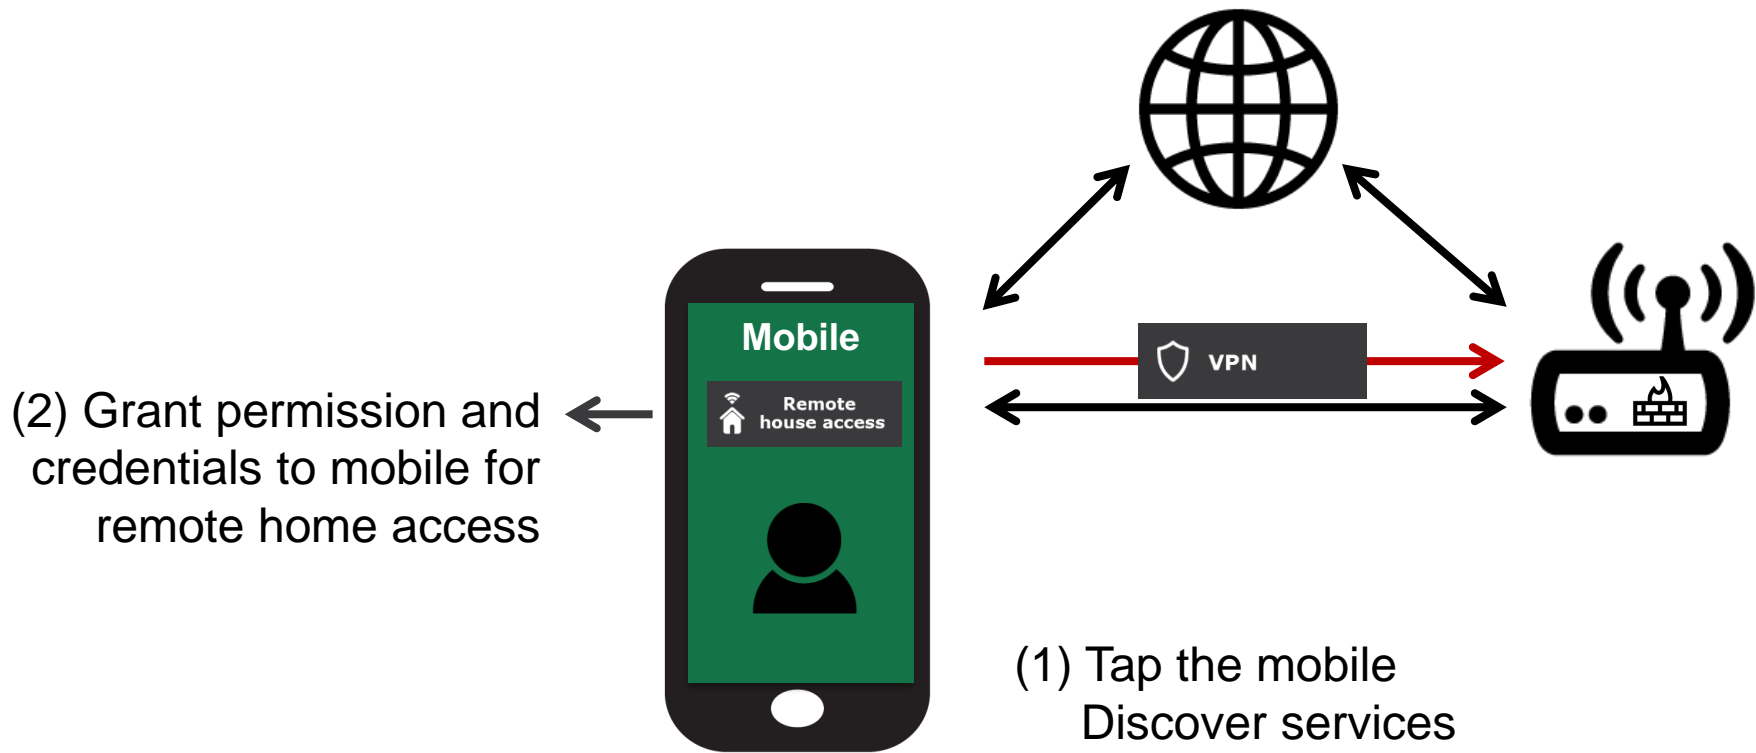 Mobile
Remote
house access
VPN
(2) Grant permission and
credentials to mobile for
remote home access
(1) Tap the mobile
Discover services